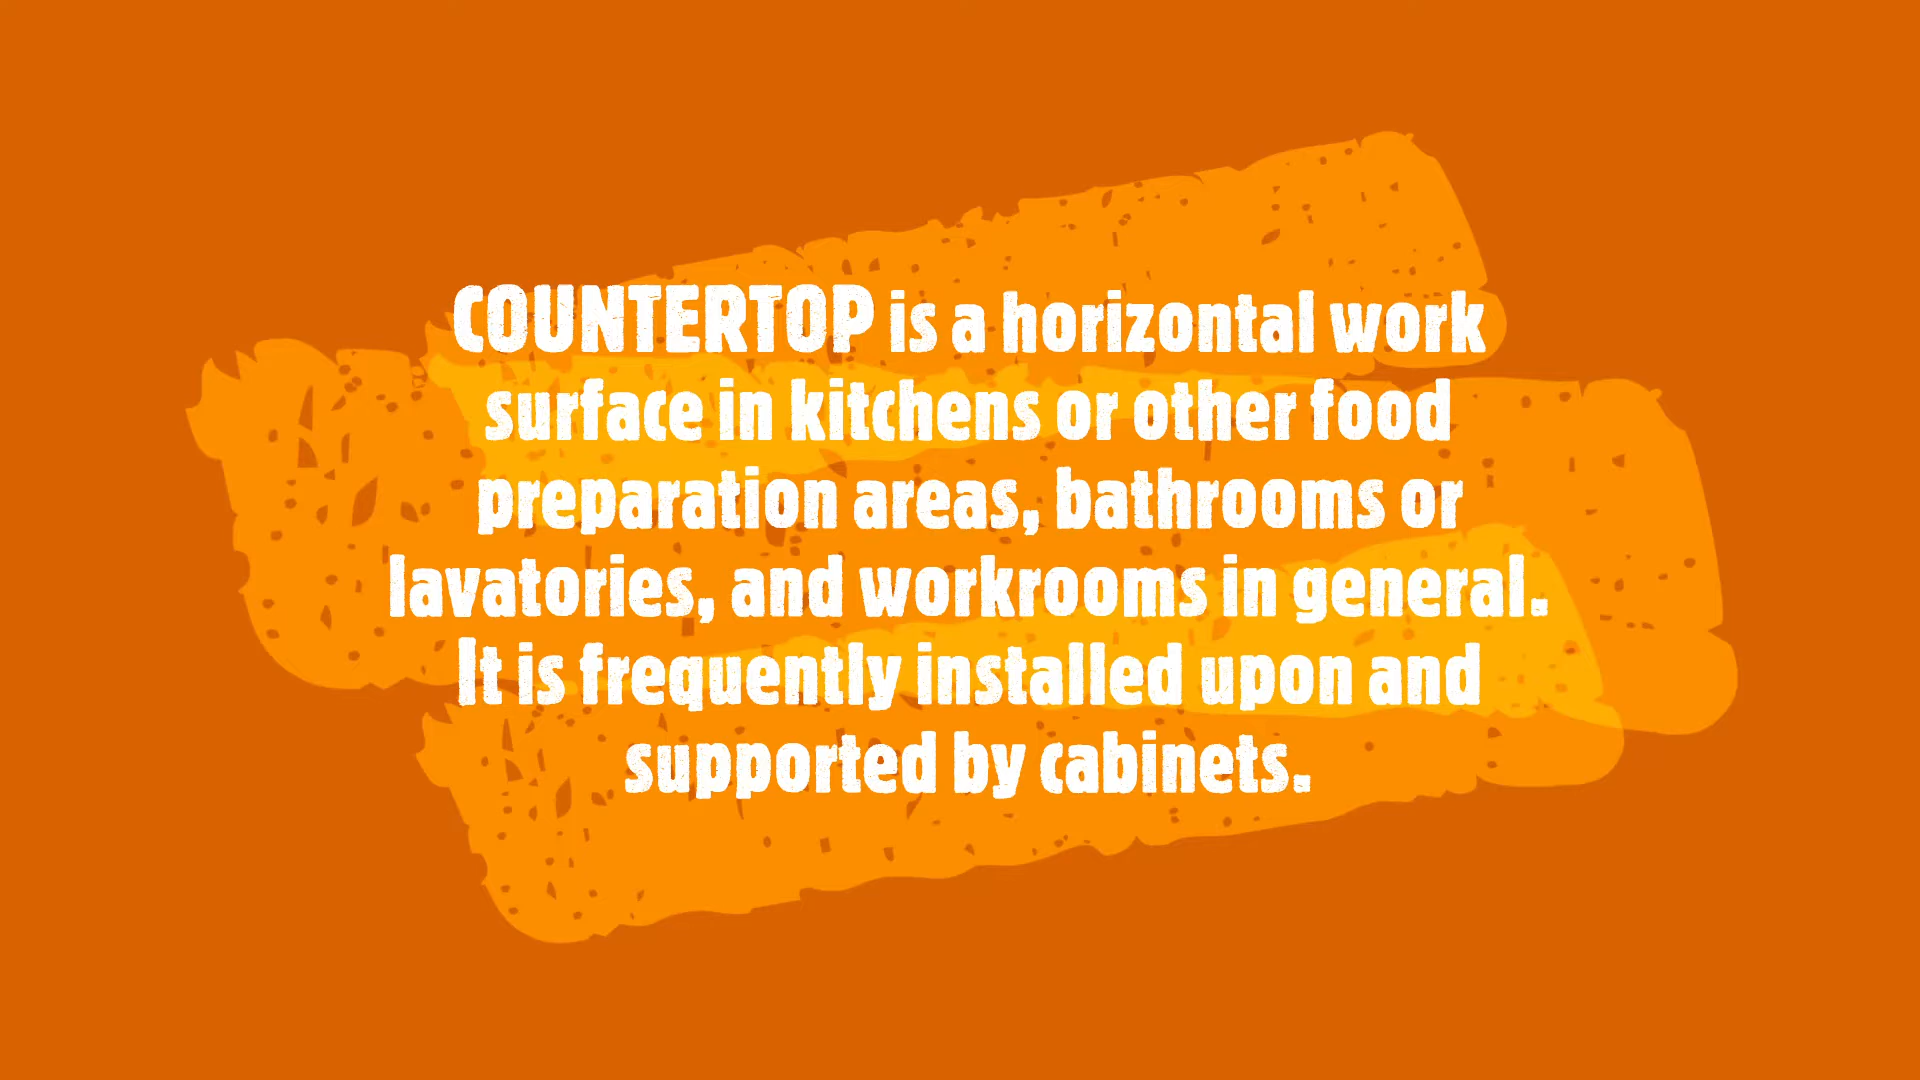 COUNTERTOP is a horizontal work
surface in kitchens or other food
preparation areas, bathrooms or
lavatories, and workrooms in general.
It is frequently installed upon and
supported by cabinets.